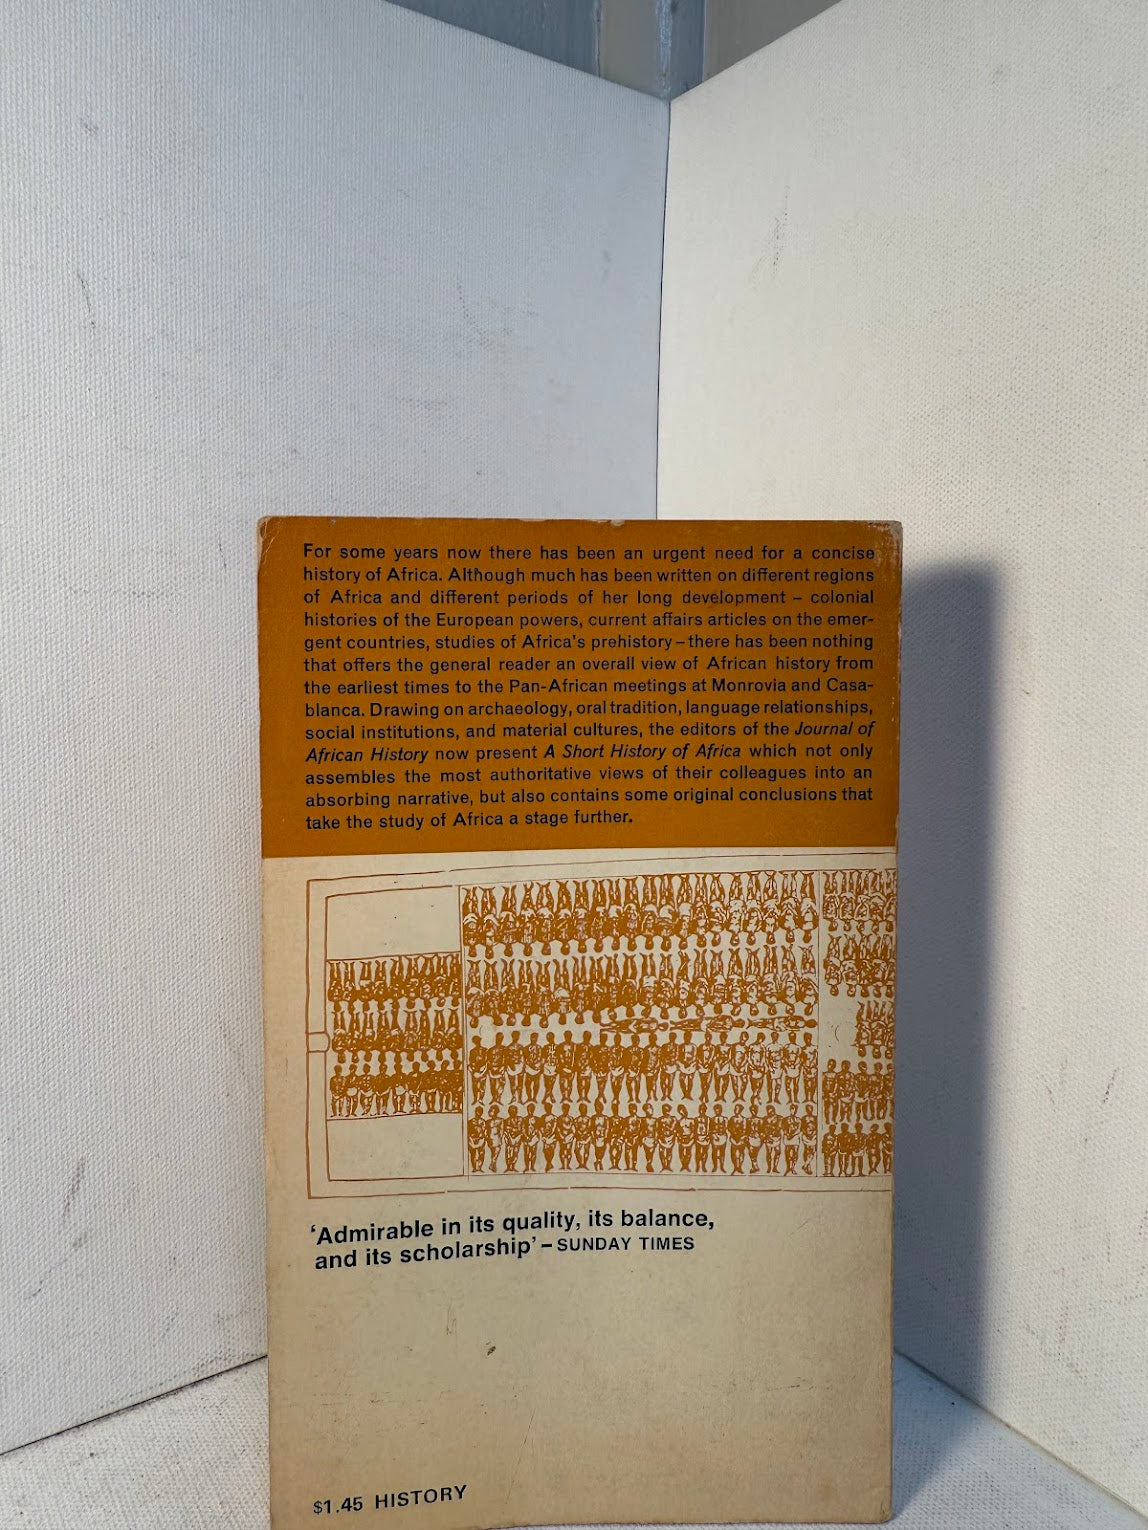 For some years now there has been an urgent need for a concise
history of Africa. Although much has been written on different regions
of Africa and different periods of her long development – colonial
histories of the European powers, current affairs articles on the emer-
gent countries, studies of Africa's prehistory – there has been nothing
that offers the general reader an overall view of African history from
the earliest times to the Pan-African meetings at Monrovia and Casa-
blanca. Drawing on archaeology, oral tradition, language relationships,
social institutions, and material cultures, the editors of the Journal of
African History now present A Short History of Africa which not only
assembles the most authoritative views of their colleagues into an
absorbing narrative, but also contains some original conclusions that
take the study of Africa a stage further.
‘Admirable in its quality, its balance,
and its scholarship’ – SUNDAY TIMES
$1.45 HISTORY